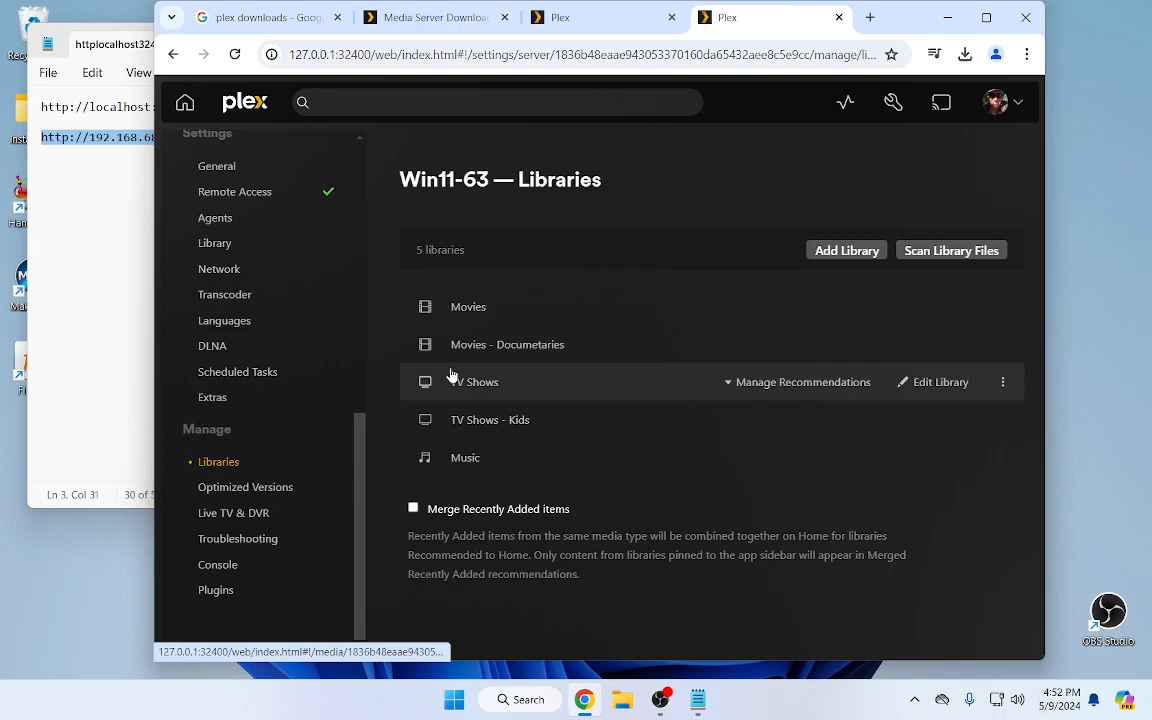 plex downloads - Goog
Media Server Downloa
Plex
Plex
127.0.0.1:32400/web/index.html#!/settings/server/1836b48eaae943053370160da65432aee8c5e9cc/manage/li...
httplocalhost324
File Edit View
http://localhost:
http://192.168.68
Ln 3, Col 31
plex
Settings
General
Remote Access
Agents
Library
Network
Transcoder
Languages
DLNA
Scheduled Tasks
Extras
Manage
Libraries
Optimized Versions
Live TV & DVR
Troubleshooting
Console
Plugins
Win11-63 — Libraries
5 libraries
Add Library
Scan Library Files
Movies
Movies - Documetaries
TV Shows
Manage Recommendations
Edit Library
TV Shows - Kids
Music
Merge Recently Added items
Recently Added items from the same media type will be combined together on Home for libraries
Recommended to Home. Only content from libraries pinned to the app sidebar will appear in Merged
Recently Added recommendations.
127.0.0.1:32400/web/index.html#!/media/1836b48eaae94305...
OBS Studio
Search
4:52 PM
5/9/2024
PRE